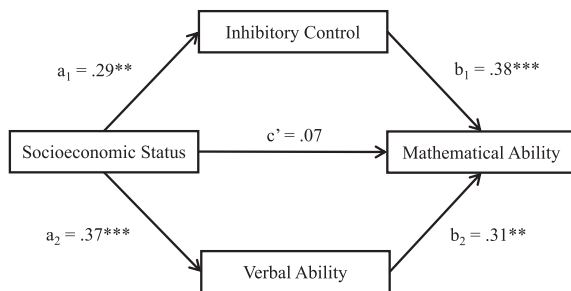 Inhibitory Control
a₁ = .29**
b₁ = .38***
Socioeconomic Status
c’ = .07
Mathematical Ability
a₂ = .37***
b₂ = .31**
Verbal Ability